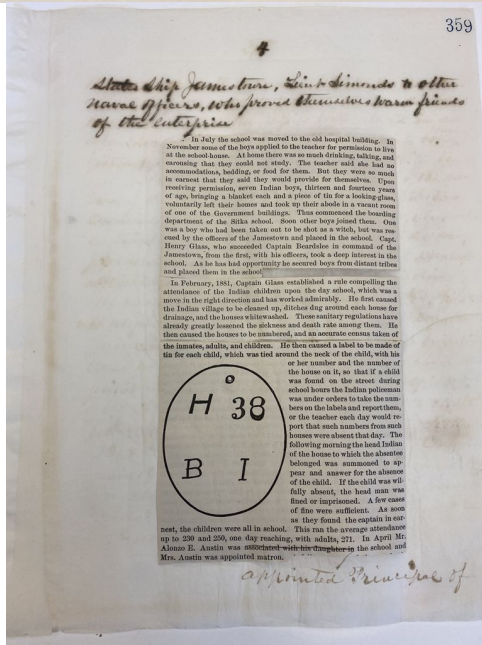 359
4
States Ship Jamestown, Lieut Simonds & other
naval officers, who proved themselves warm friends
of the enterprise
In July the school was moved to the old hospital building. In
November some of the boys applied to the teacher for permission to live
at the school-house. At home there was so much drinking, talking, and
carousing that they could not study. The teacher said she had no
accommodations, bedding, or food for them. But they were so much
in earnest that they said they would provide for themselves. Upon
receiving permission, seven Indian boys, thirteen and fourteen years
of age, bringing a blanket each and a piece of tin for a looking-glass,
voluntarily left their homes and took up their abode in a vacant room
of one of the Government buildings. Thus commenced the boarding
department of the Sitka school. Soon other boys joined them. One
was a boy who had been taken out to be shot as a witch, but was res-
cued by the officers of the Jamestown and placed in the school. Capt.
Henry Glass, who succeeded Captain Beardslee in command of the
Jamestown, from the first, with his officers, took a deep interest in the
school. As he has had opportunity he secured boys from distant tribes
and placed them in the school
In February, 1881, Captain Glass established a rule compelling the
attendance of the Indian children upon the day school, which was a
move in the right direction and has worked admirably. He first caused
the Indian village to be cleaned up, ditches dug around each house for
drainage, and the houses whitewashed. These sanitary regulations have
already greatly lessened the sickness and death rate among them. He
then caused the houses to be numbered, and an accurate census taken of
the inmates, adults, and children. He then caused a label to be made of
tin for each child, which was tied around the neck of the child, with his
or her number and the number of
the house on it, so that if a child
was found on the street during
school hours the Indian policeman
was under orders to take the num-
bers on the labels and report them,
or the teacher each day would re-
port that such numbers from such
houses were absent that day. The
following morning the head Indian
of the house to which the absentee
belonged was summoned to ap-
pear and answer for the absence
of the child. If the child was wil-
fully absent, the head man was
fined or imprisoned. A few cases
of fine were sufficient. As soon
as they found the captain in ear-
H 38
B I
nest, the children were all in school. This ran the average attendance
up to 230 and 250, one day reaching, with adults, 271. In April Mr.
Alonzo E. Austin was associated with his daughter in the school and
Mrs. Austin was appointed matron.
appointed Principal of